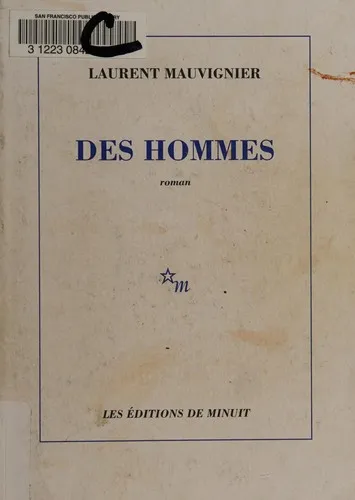 SAN FRANCISCO PUBLIC
3 1223 084
C
LAURENT MAUVIGNIER
DES HOMMES
roman
m
LES ÉDITIONS DE MINUIT